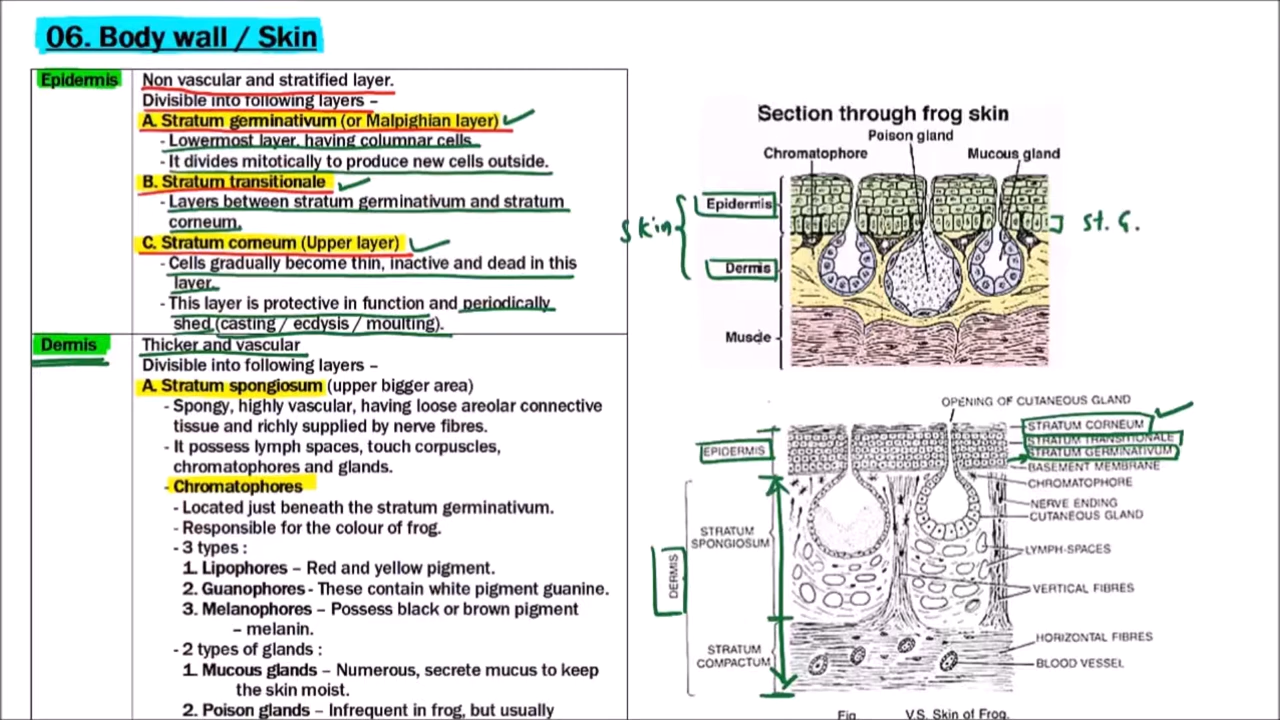 06. Body wall / Skin
Epidermis
Non vascular and stratified layer.
Divisible into following layers –
A. Stratum germinativum (or Malpighian layer)
- Lowermost layer, having columnar cells
- It divides mitotically to produce new cells outside.
B. Stratum transitionale
- Layers between stratum germinativum and stratum
corneum.
C. Stratum corneum (Upper layer)
- Cells gradually become thin, inactive and dead in this
layer.
- This layer is protective in function and periodically
shed (casting / ecdysis / moulting).
Dermis
Thicker and vascular
Divisible into following layers –
A. Stratum spongiosum (upper bigger area)
- Spongy, highly vascular, having loose areolar connective
tissue and richly supplied by nerve fibres.
- It possess lymph spaces, touch corpuscles,
chromatophores and glands.
- Chromatophores
- Located just beneath the stratum germinativum.
- Responsible for the colour of frog.
- 3 types :
1. Lipophores – Red and yellow pigment.
2. Guanophores - These contain white pigment guanine.
3. Melanophores – Possess black or brown pigment
– melanin.
- 2 types of glands :
1. Mucous glands – Numerous, secrete mucus to keep
the skin moist.
2. Poison glands – Infrequent in frog, but usually
Section through frog skin
Poison gland
Chromatophore
Mucous gland
Epidermis
Skin
St. G.
Dermis
Muscle
OPENING OF CUTANEOUS GLAND
STRATUM CORNEUM
STRATUM TRANSITIONALE
EPIDERMIS
STRATUM GERMINATIVUM
BASEMENT MEMBRANE
CHROMATOPHORE
NERVE ENDING
CUTANEOUS GLAND
STRATUM
SPONGIOSUM
LYMPH-SPACES
DERMIS
VERTICAL FIBRES
HORIZONTAL FIBRES
STRATUM
COMPACTUM
BLOOD VESSEL
Fig V.S. Skin of Frog.